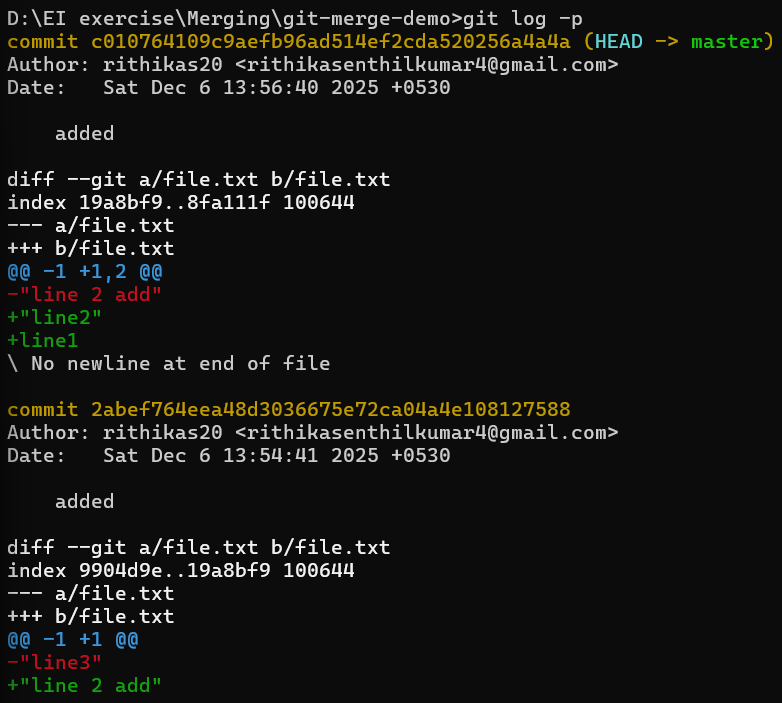 D:\EI exercise\Merging\git-merge-demo>git log -p
commit c010764109c9aefb96ad514ef2cda520256a4a4a (HEAD -> master)
Author: rithikas20 <rithikasenthilkumar4@gmail.com>
Date:   Sat Dec 6 13:56:40 2025 +0530

    added

diff --git a/file.txt b/file.txt
index 19a8bf9..8fa111f 100644
--- a/file.txt
+++ b/file.txt
@@ -1 +1,2 @@
-"line 2 add"
+"line2"
+line1
\ No newline at end of file

commit 2abef764eea48d3036675e72ca04a4e108127588
Author: rithikas20 <rithikasenthilkumar4@gmail.com>
Date:   Sat Dec 6 13:54:41 2025 +0530

    added

diff --git a/file.txt b/file.txt
index 9904d9e..19a8bf9 100644
--- a/file.txt
+++ b/file.txt
@@ -1 +1 @@
-"line3"
+"line 2 add"